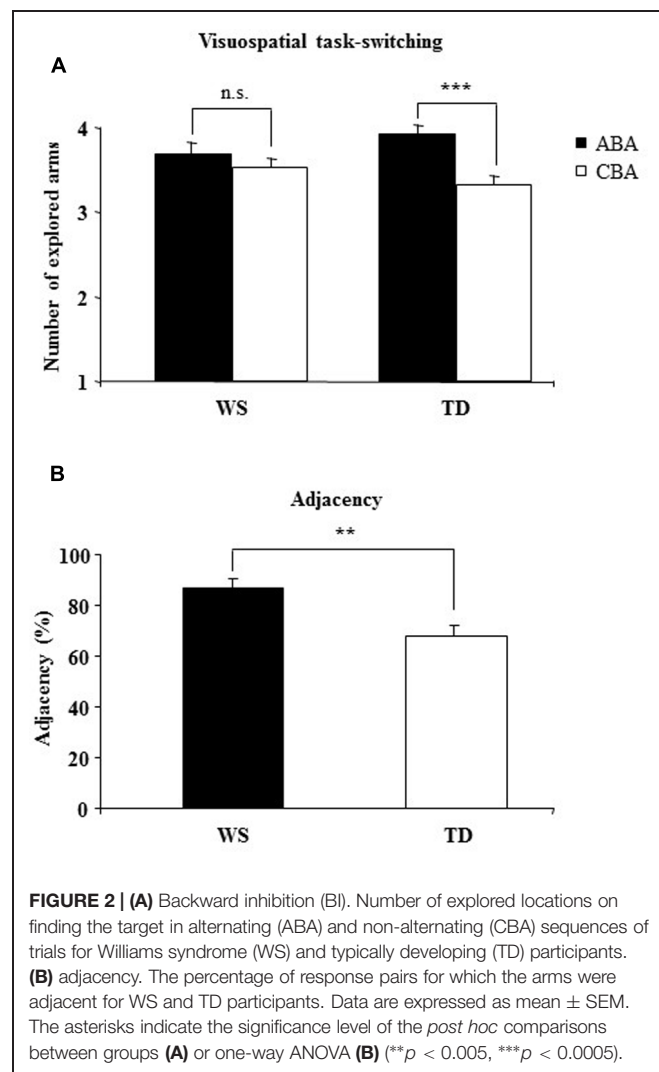 Visuospatial task-switching
A
n.s.
***
4
3
2
1
Number of explored arms
ABA
CBA
WS
TD
B
Adjacency
**
100
80
60
40
20
0
Adjacency (%)
WS
TD
FIGURE 2 | (A) Backward inhibition (BI). Number of explored locations on
finding the target in alternating (ABA) and non-alternating (CBA) sequences of
trials for Williams syndrome (WS) and typically developing (TD) participants.
(B) adjacency. The percentage of response pairs for which the arms were
adjacent for WS and TD participants. Data are expressed as mean ± SEM.
The asterisks indicate the significance level of the post hoc comparisons
between groups (A) or one-way ANOVA (B) (**p < 0.005, ***p < 0.0005).